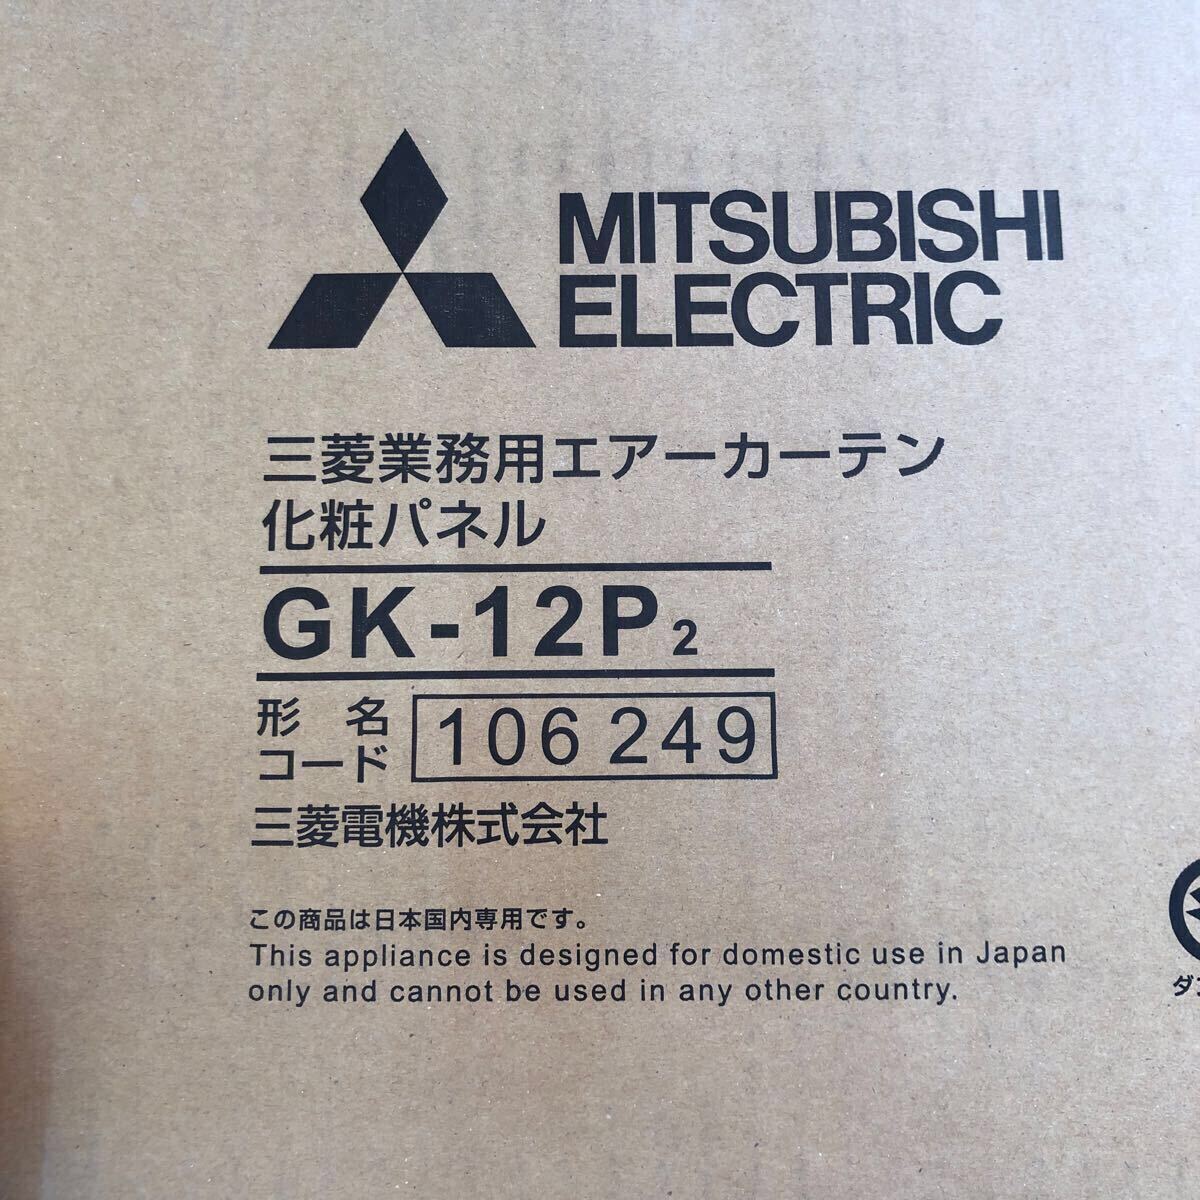 MITSUBISHI
ELECTRIC
三菱業務用エアーカーテン
化粧パネル
GK-12P₂
形名
コード 106 249
三菱電機株式会社
この商品は日本国内専用です。
This appliance is designed for domestic use in Japan
only and cannot be used in any other country.